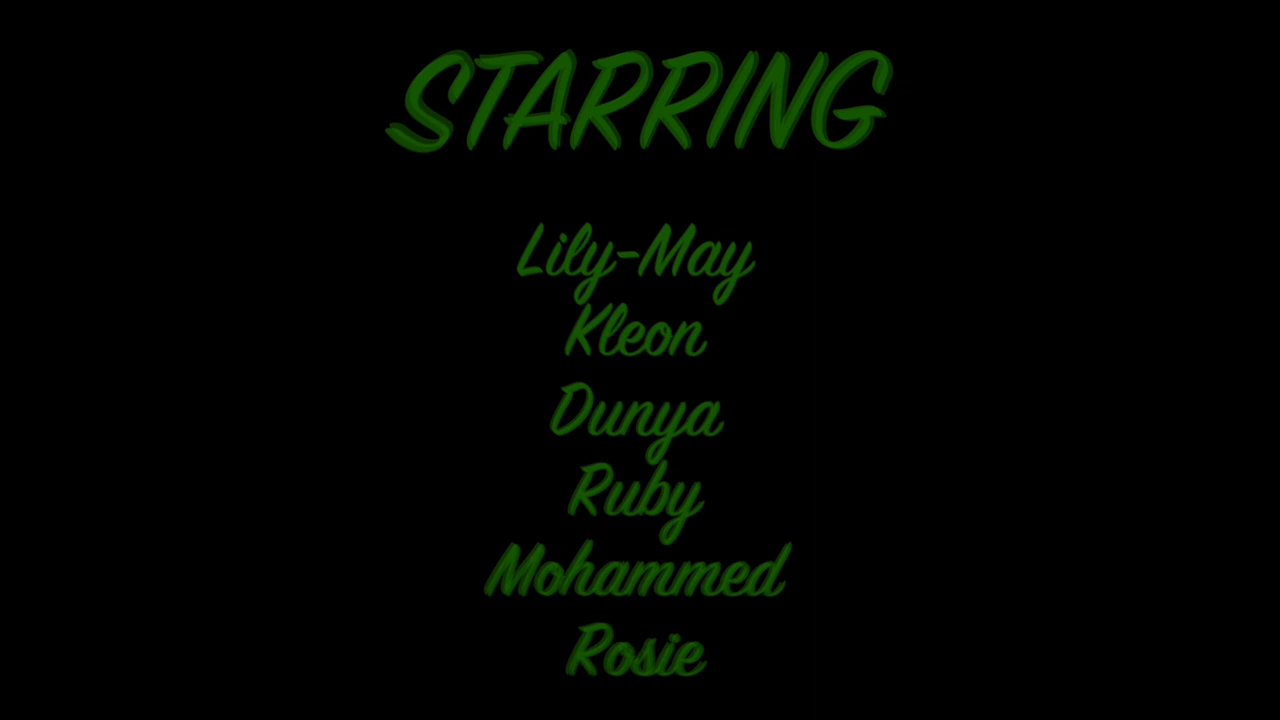 STARRING
Lily-May
Kleon
Dunya
Ruby
Mohammed
Rosie